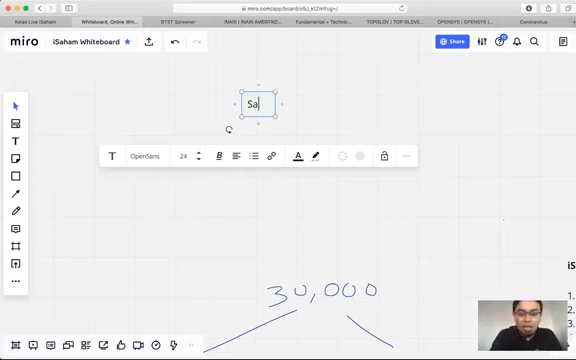 miro.com/app/board/o9J_ktZmYug=/
Kelas Live (iSaham)
Whiteboard, Online Whi...
BTST Screener
INARI | INARI AMERTRO...
Fundamental + Technic...
TOPGLOV | TOP GLOVE...
OPENSYS | OPENSYS (...
Coronavirus
miro
iSaham Whiteboard
Share
Sa
OpenSans
24
B
A
30,000
iS
1.
2.
3.